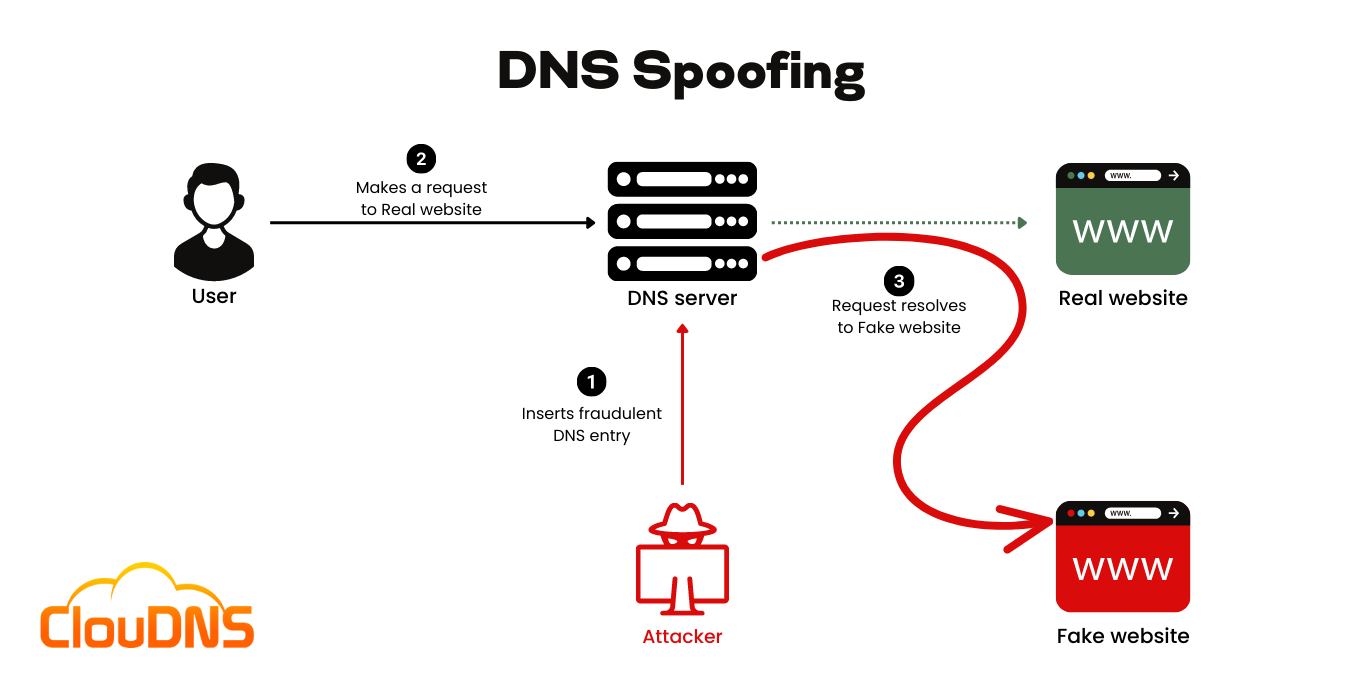 DNS Spoofing
2
Makes a request
to Real website
User
DNS server
www.
WWW
Real website
3
Request resolves
to Fake website
1
Inserts fraudulent
DNS entry
Attacker
www.
WWW
Fake website
ClouDNS